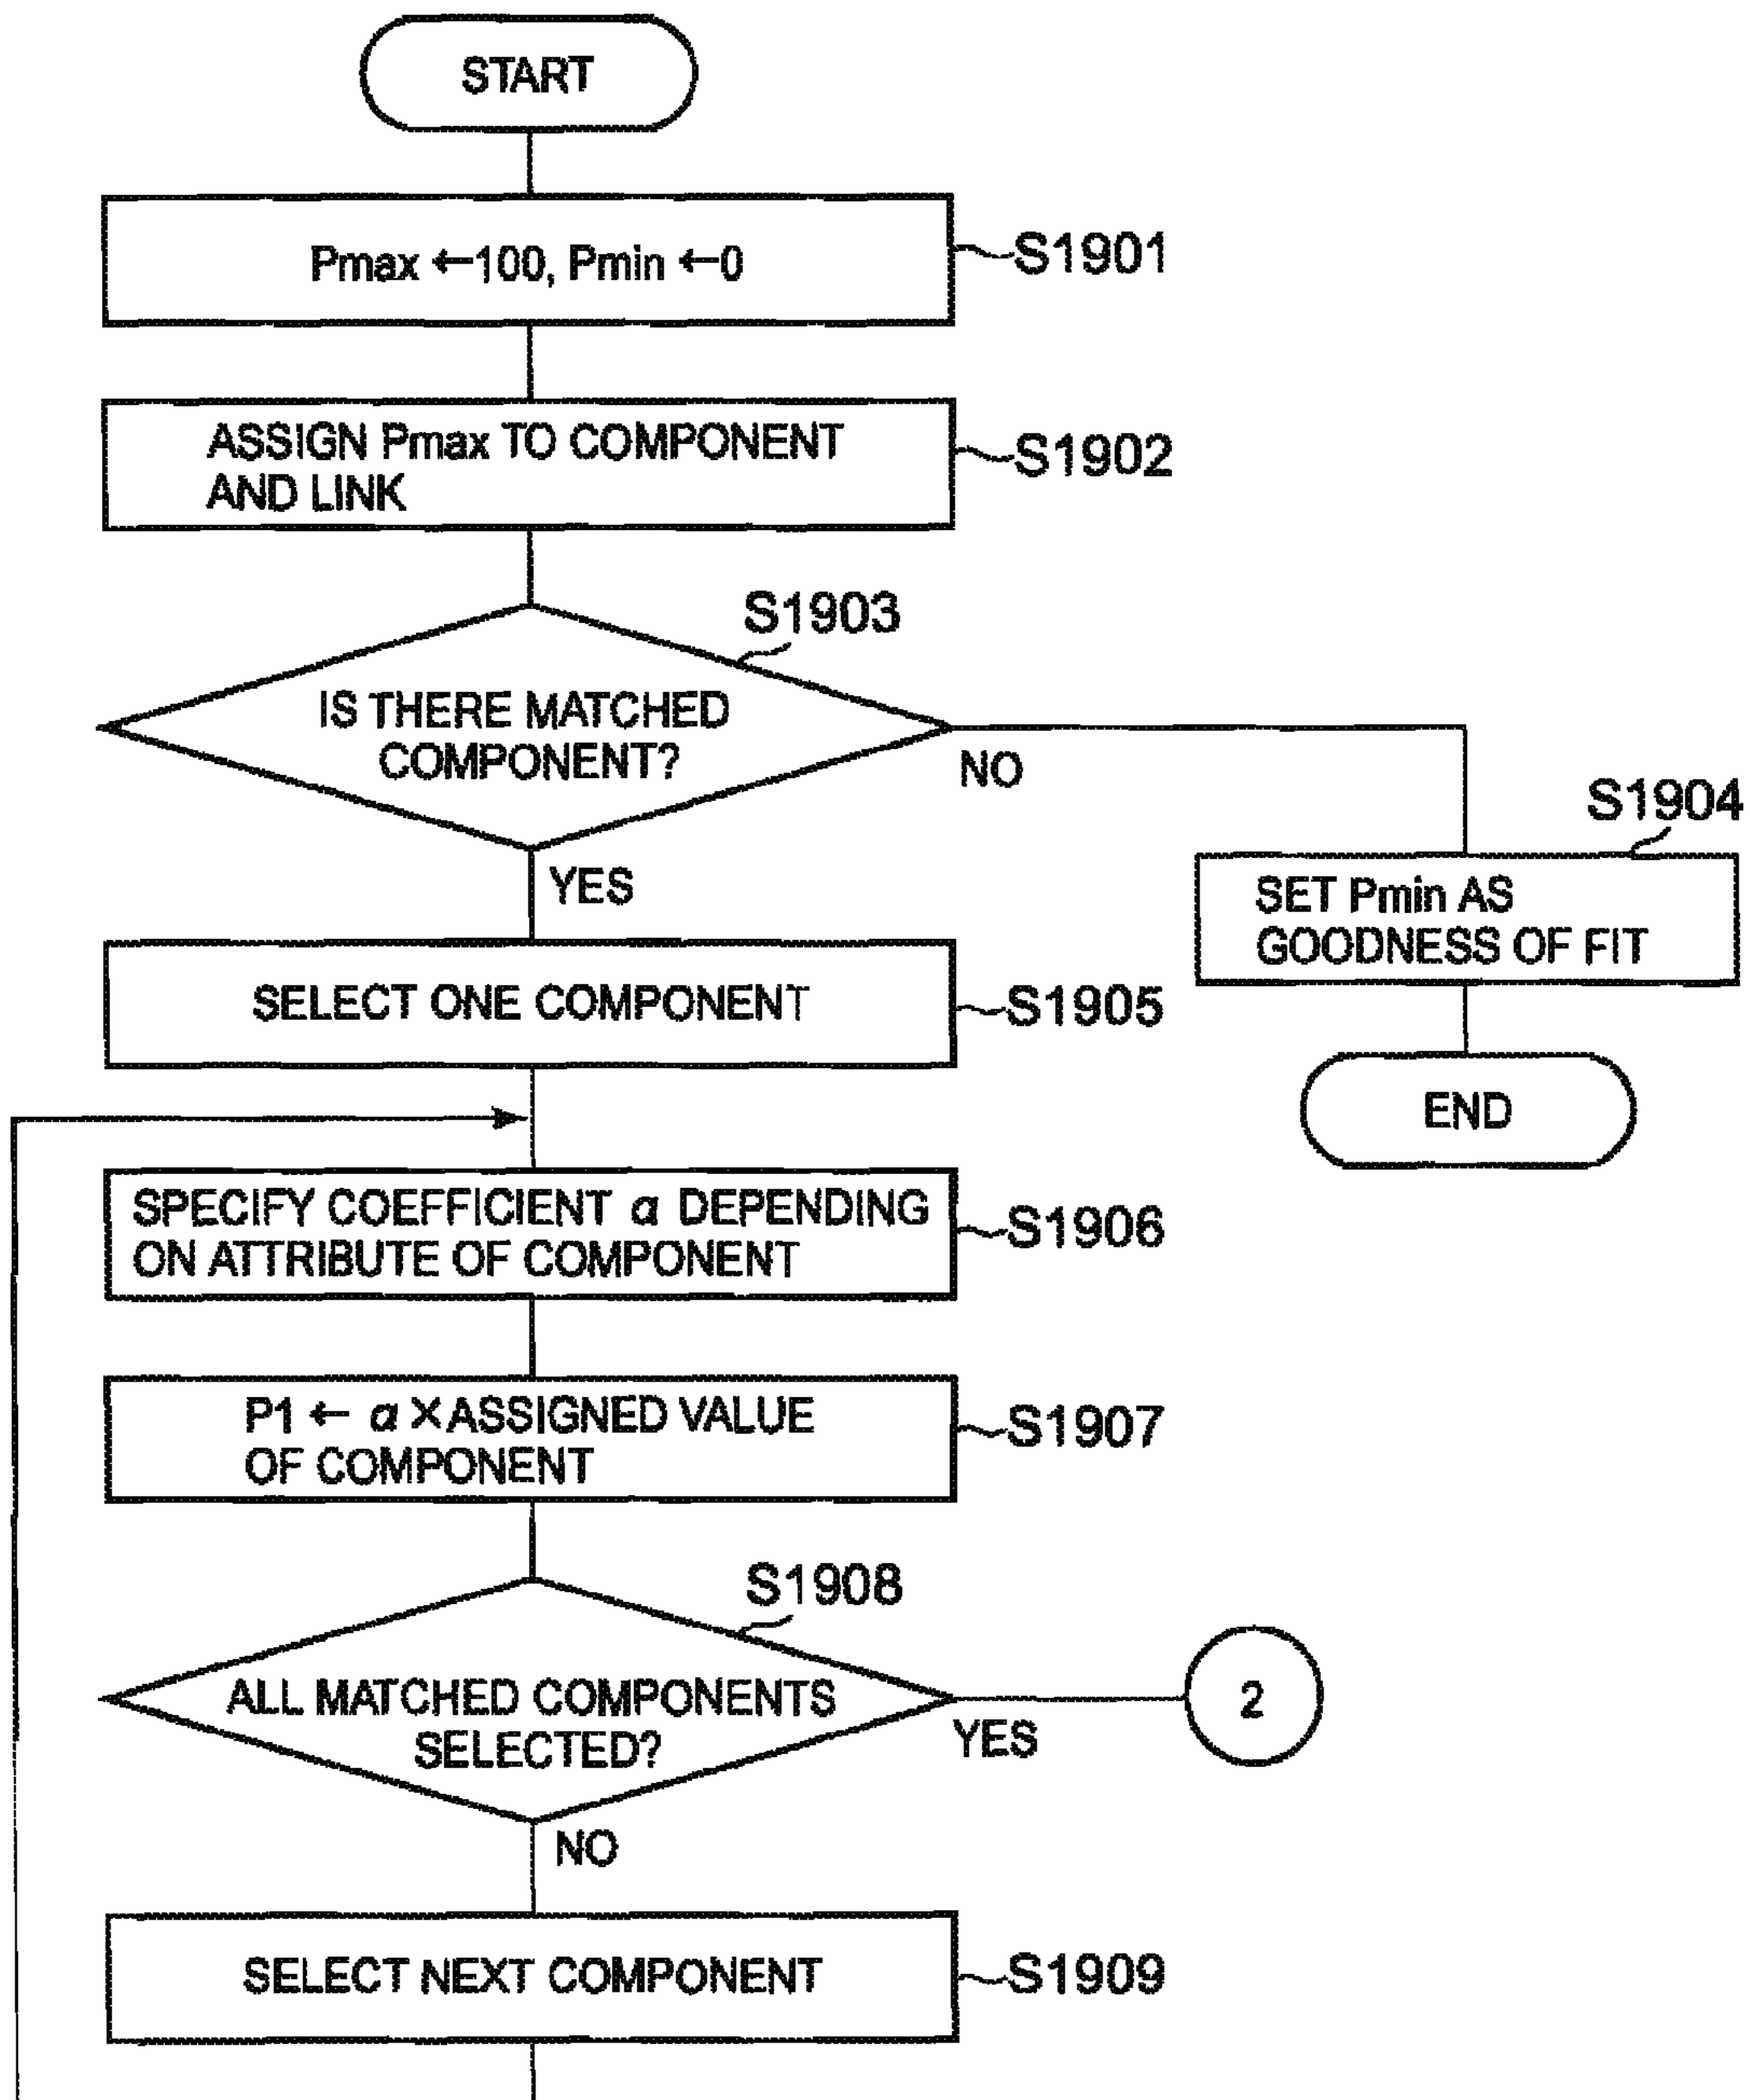 START
Pmax ←100, Pmin ←0
S1901
ASSIGN Pmax TO COMPONENT
AND LINK
S1902
S1903
IS THERE MATCHED
COMPONENT?
NO
YES
S1904
SET Pmin AS
GOODNESS OF FIT
END
SELECT ONE COMPONENT
S1905
SPECIFY COEFFICIENT α DEPENDING
ON ATTRIBUTE OF COMPONENT
S1906
P1 ← α ×ASSIGNED VALUE
OF COMPONENT
S1907
S1908
ALL MATCHED COMPONENTS
SELECTED?
YES
2
NO
SELECT NEXT COMPONENT
S1909